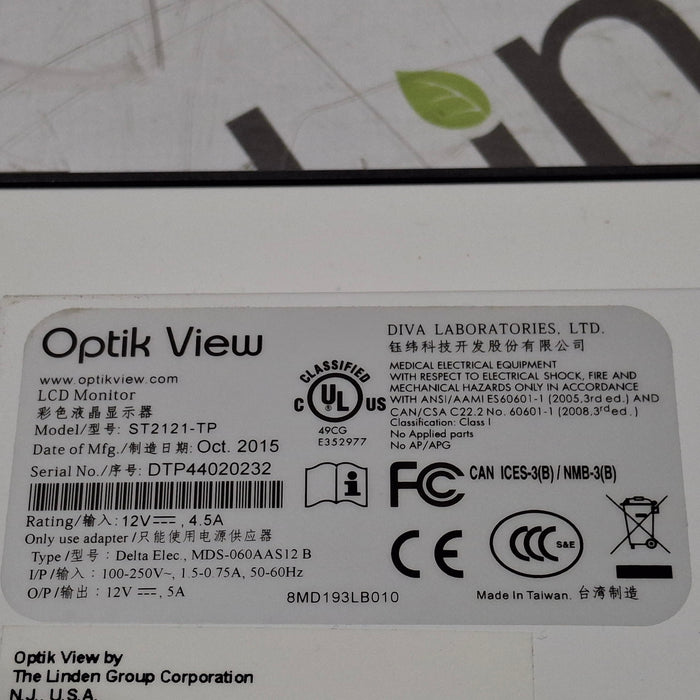 in
Optik View
www.optikview.com
LCD Monitor
彩色液晶显示器
Model/型号: ST2121-TP
Date of Mfg./制造日期: Oct. 2015
Serial No./序号: DTP44020232
Rating/输入: 12V⎓, 4.5A
Only use adapter/只能使用电源供应器
Type/型号: Delta Elec., MDS-060AAS12 B
I/P/输入: 100-250V~, 1.5-0.75A, 50-60Hz
O/P/输出: 12V ⎓, 5A
DIVA LABORATORIES, LTD.
钰纬科技开发股份有限公司
CLASSIFIED
C UL US
®
49CG
E352977
MEDICAL ELECTRICAL EQUIPMENT
WITH RESPECT TO ELECTRICAL SHOCK, FIRE AND
MECHANICAL HAZARDS ONLY IN ACCORDANCE
WITH ANSI/AAMI ES60601-1 (2005,3rd ed.) AND
CAN/CSA C22.2 No. 60601-1 (2008,3rd ed.)
Classification: Class I
No Applied parts
No AP/APG
i
FC CAN ICES-3(B) / NMB-3(B)
CE
CCC S&E
8MD193LB010
Made In Taiwan. 台湾制造
Optik View by
The Linden Group Corporation
N.J., U.S.A.